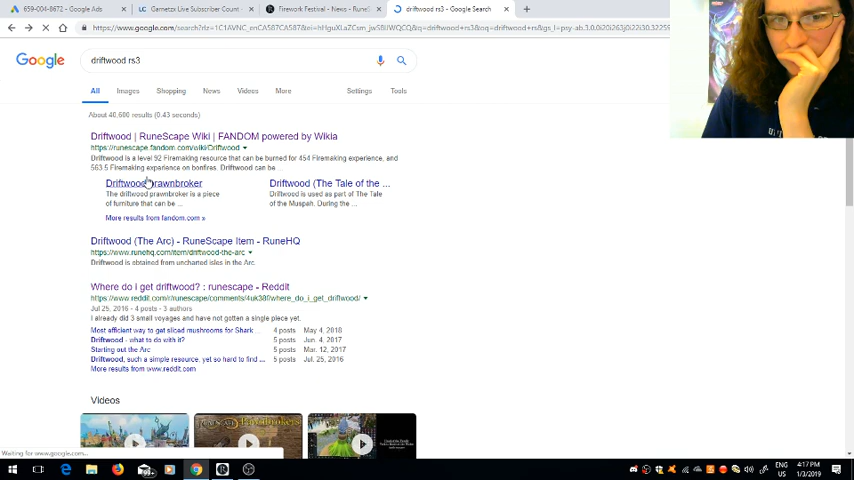 659-004-8672 - Google Ads
Gametzx Live Subscriber Count
Firework Festival - News - RuneS
driftwood rs3 - Google Search
Google
driftwood rs3
All Images Shopping News Videos More Settings Tools
(0.43 seconds)
Driftwood | RuneScape Wiki | FANDOM powered by Wikia
https://runescape.fandom.com/wiki/Driftwood
Driftwood is a level 92 Firemaking resource that can be burned for 454 Firemaking experience, and
563.5 Firemaking experience on bonfires. Driftwood can be ...
Driftwood prawnbroker
The driftwood prawnbroker is a piece
of furniture that can be ...
Driftwood (The Tale of the ...
Driftwood is used as part of The Tale
of the Muspah. During the ...
More results from fandom.com »
Driftwood (The Arc) - RuneScape Item - RuneHQ
https://www.runehq.com/item/driftwood-the-arc
Driftwood is obtained from uncharted isles in the Arc.
Where do i get driftwood? : runescape - Reddit
https://www.reddit.com/r/runescape/comments/4uk38f/where_do_i_get_driftwood/
Jul 25, 2016 - 4 posts - 3 authors
I already did 3 small voyages and have not gotten a single piece yet.
Most efficient way to get sliced mushrooms for Shark ... 4 posts May 4, 2018
Driftwood - what to do with it? 5 posts Jun. 4, 2017
Starting out the Arc 5 posts Mar. 12, 2017
Driftwood, such a simple resource, yet so hard to find ... 5 posts Jul. 25, 2016
More results from www.reddit.com
Videos
Waiting for www.google.com...
ENG
US
4:17 PM
1/3/2019